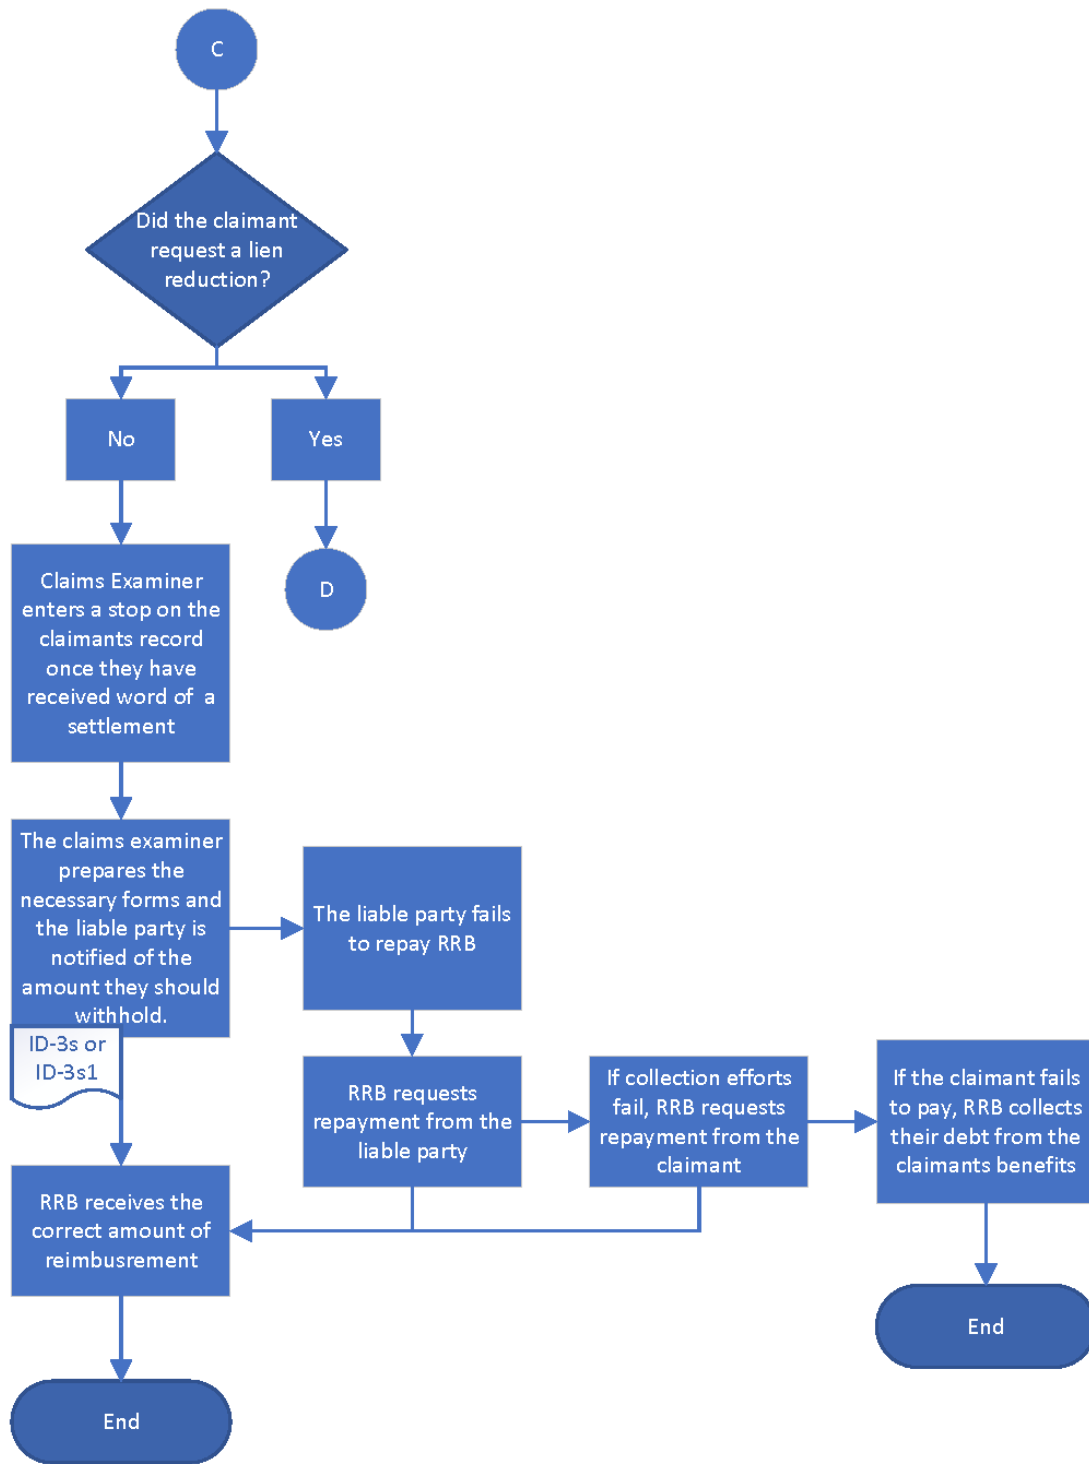 C
Did the claimant
request a lien
reduction?
No
Yes
Claims Examiner
enters a stop on the
claimants record
once they have
received word of a
settlement
D
The claims examiner
prepares the
necessary forms and
the liable party is
notified of the
amount they should
withhold.
ID-3s or
ID-3s1
The liable party fails
to repay RRB
RRB requests
repayment from the
liable party
If collection efforts
fail, RRB requests
repayment from the
claimant
If the claimant fails
to pay, RRB collects
their debt from the
claimants benefits
RRB receives the
correct amount of
reimbusrement
End
End